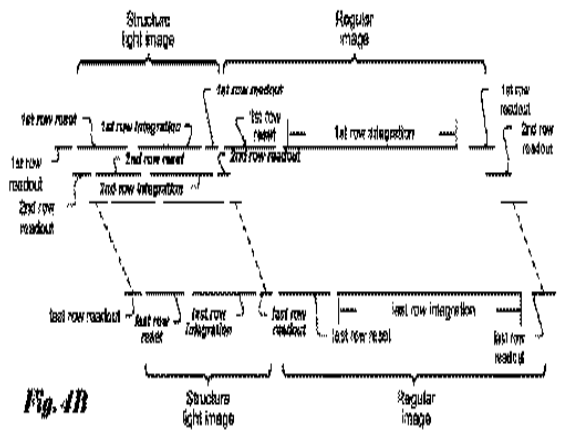 Structure
light image
Regular
image
1st row readout
1st row
readout
1st row reset
1st row integration
1st row
reset
1st row integration
2nd row
readout
1st row
readout
2nd row reset
2nd row readout
2nd row integration
2nd row
readout
last row readout
last row
reset
last row
integration
last row
readout
last row reset
last row integration
last row
readout
Structure
light image
Regular
image
Fig. 4B